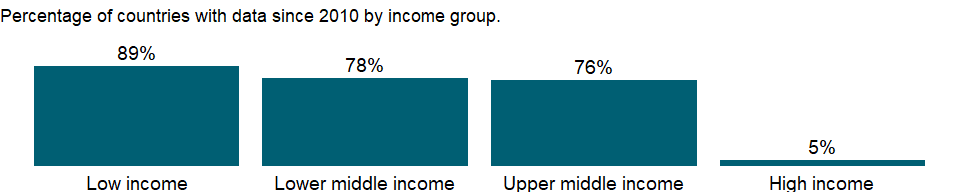 Percentage of countries with data since 2010 by income group.
89%
78%
76%
5%
Low income
Lower middle income
Upper middle income
High income